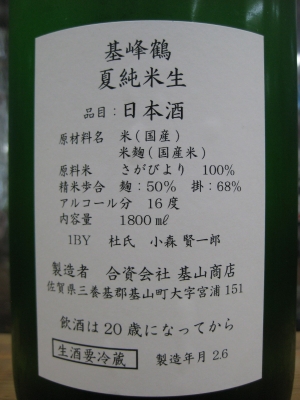 基峰鶴
夏純米生
品目:日本酒
原材料名 米(国産)
米麹(国産米)
原料米 さがびより 100%
精米歩合 麹:50% 掛:68%
アルコール分 16度
内容量 1800㎖
1BY 杜氏 小森 賢一郎
製造者 合資会社 基山商店
佐賀県三養基郡基山町大字宮浦151
飲酒は20歳になってから
生酒要冷蔵 製造年月 2.6